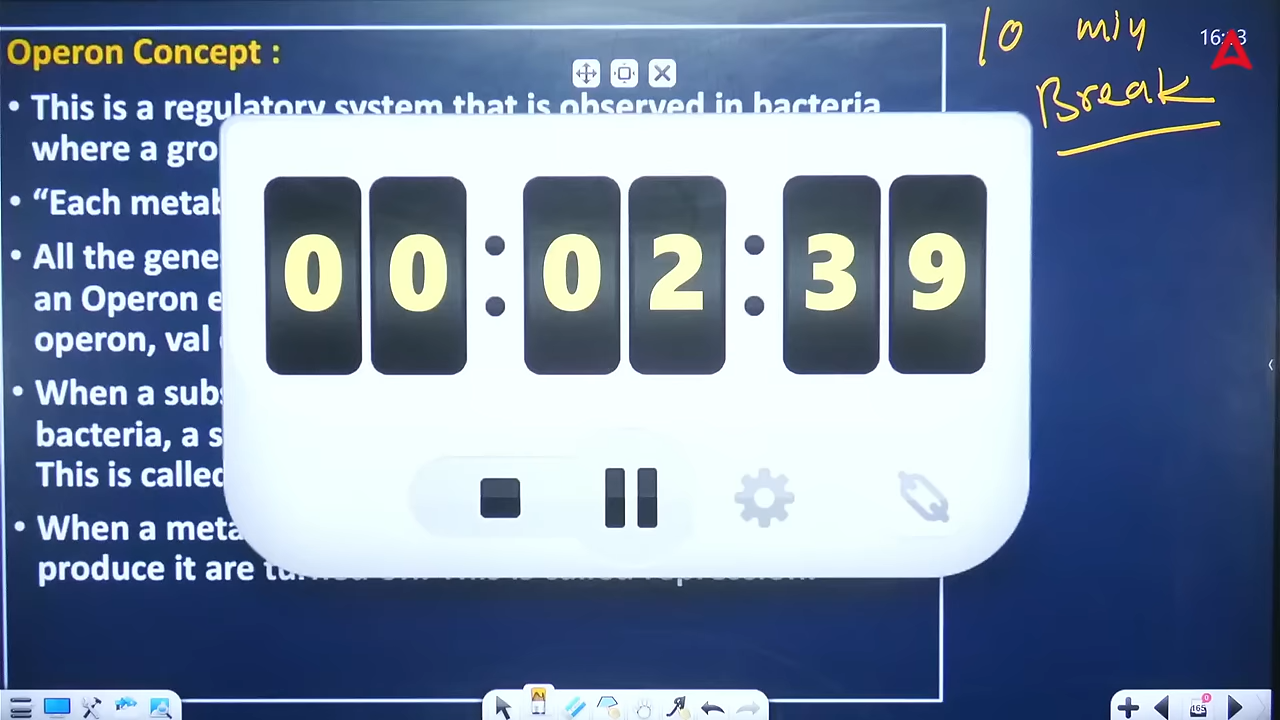 Operon Concept :
• This is a regulatory system that is observed in bacteria
where a gro
• “Each metab
• All the gene
an Operon e
operon, val
• When a subs
bacteria, a s
This is called
• When a meta
produce it are
10 min
Break
00:02:39
165
0